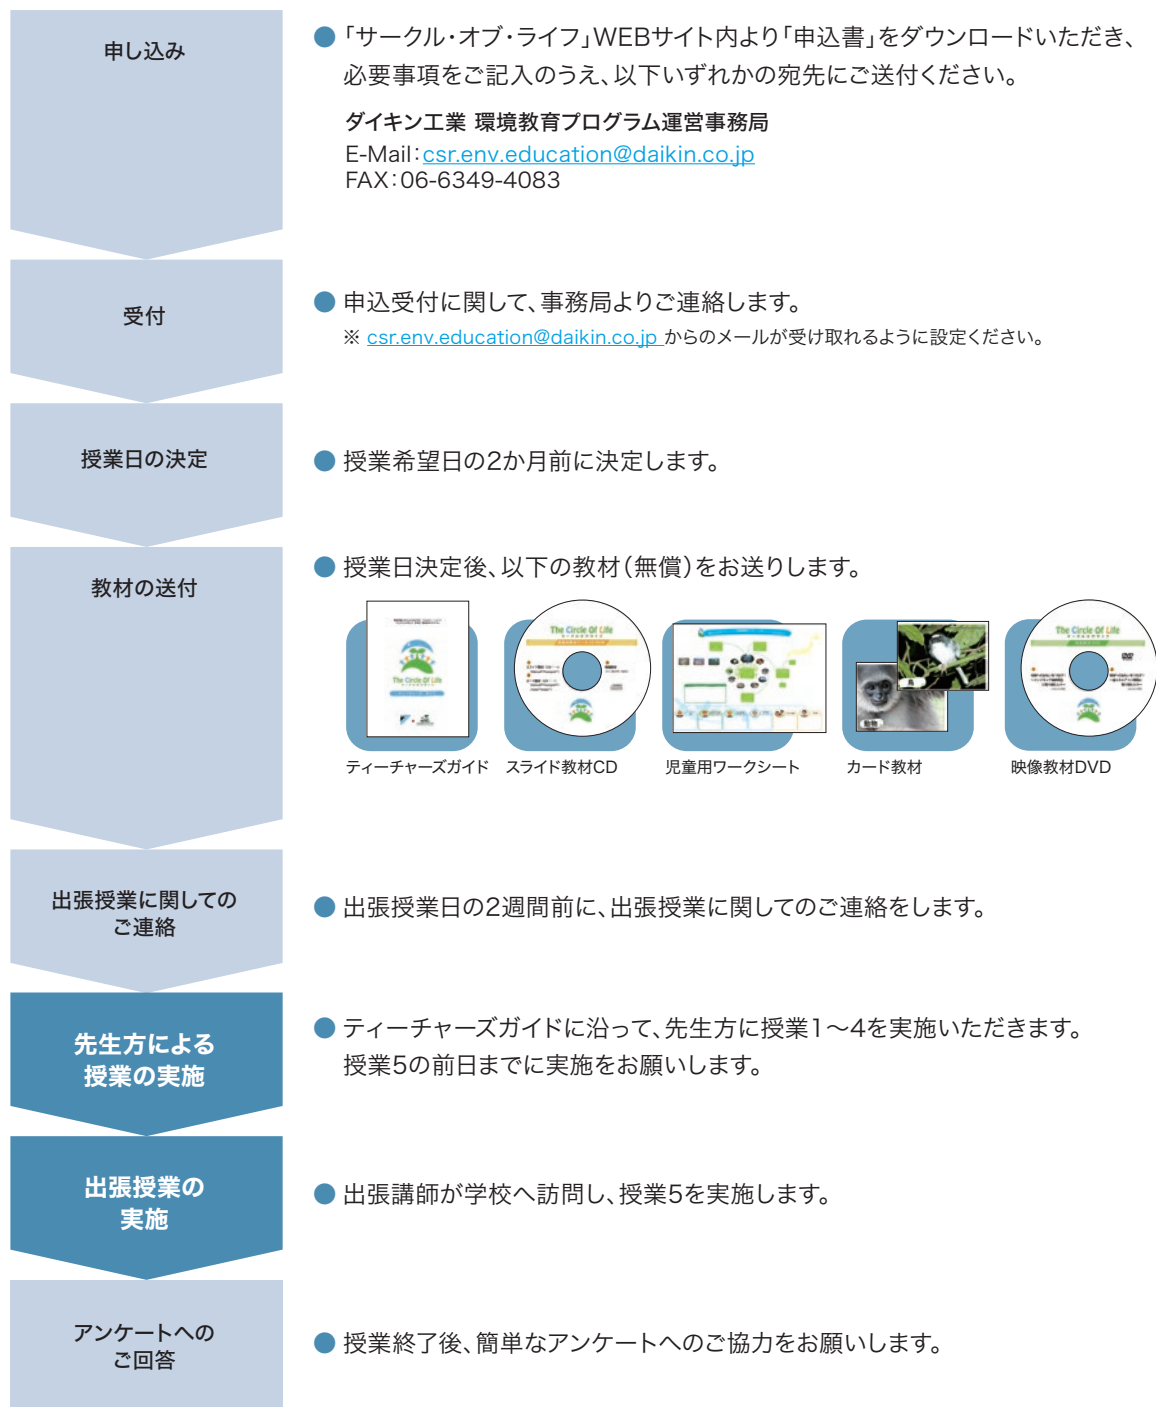 申し込み
●「サークル・オブ・ライフ」WEBサイト内より「申込書」をダウンロードいただき、
必要事項をご記入のうえ、以下いずれかの宛先にご送付ください。
ダイキン工業 環境教育プログラム運営事務局
E-Mail：csr.env.education@daikin.co.jp
FAX：06-6349-4083
受付
● 申込受付に関して、事務局よりご連絡します。
※ csr.env.education@daikin.co.jp からのメールが受け取れるように設定ください。
授業日の決定
● 授業希望日の2か月前に決定します。
教材の送付
● 授業日決定後、以下の教材（無償）をお送りします。
The Circle Of Life
The Circle Of Life
The Circle Of Life
鳥
動物
DVD
ティーチャーズガイド
スライド教材CD
児童用ワークシート
カード教材
映像教材DVD
出張授業に関しての
ご連絡
● 出張授業日の2週間前に、出張授業に関してのご連絡をします。
先生方による
授業の実施
● ティーチャーズガイドに沿って、先生方に授業1～4を実施いただきます。
授業5の前日までに実施をお願いします。
出張授業の
実施
● 出張講師が学校へ訪問し、授業5を実施します。
アンケートへの
ご回答
● 授業終了後、簡単なアンケートへのご協力をお願いします。